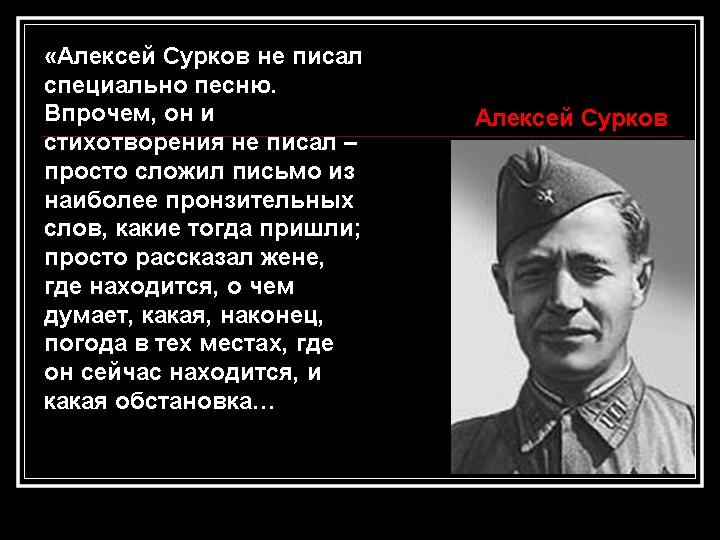 «Алексей Сурков не писал
специально песню.
Впрочем, он и
стихотворения не писал –
просто сложил письмо из
наиболее пронзительных
слов, какие тогда пришли;
просто рассказал жене,
где находится, о чем
думает, какая, наконец,
погода в тех местах, где
он сейчас находится, и
какая обстановка…
Алексей Сурков